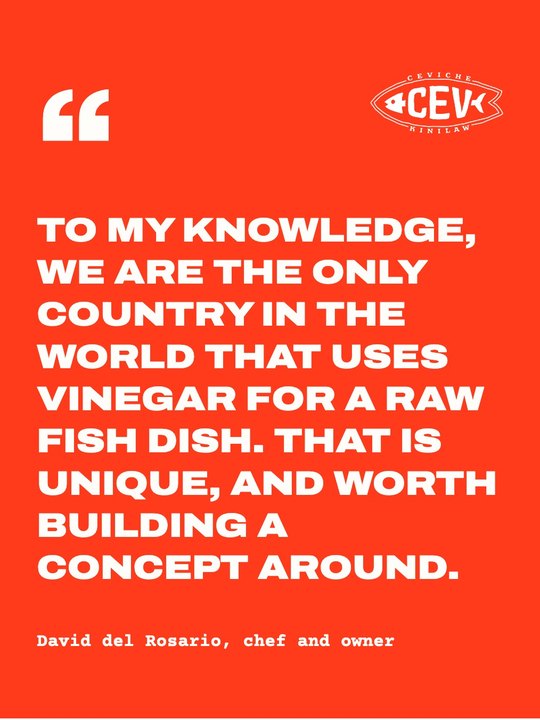 “
CEVICHE
CEV
KINILAW
TO MY KNOWLEDGE,
WE ARE THE ONLY
COUNTRY IN THE
WORLD THAT USES
VINEGAR FOR A RAW
FISH DISH. THAT IS
UNIQUE, AND WORTH
BUILDING A
CONCEPT AROUND.
David del Rosario, chef and owner